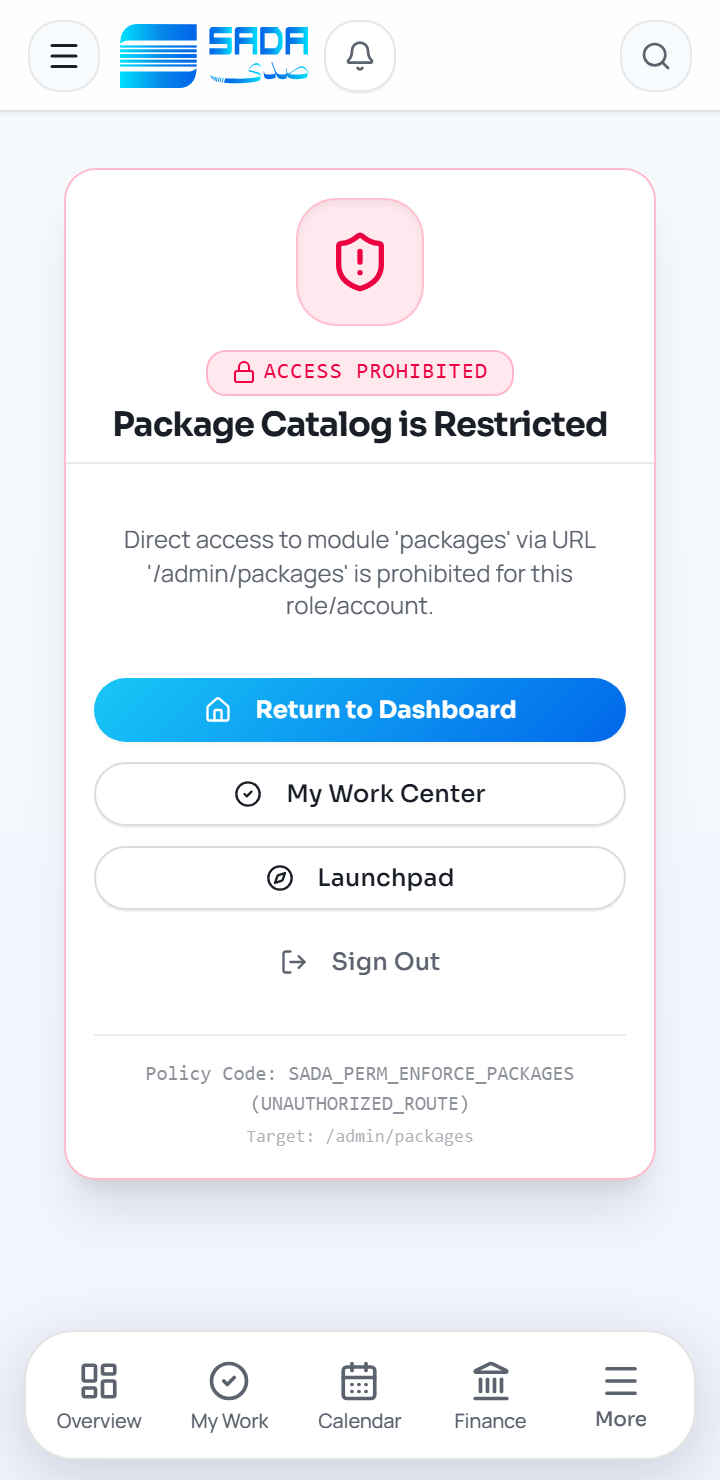 SADA
صدى
ACCESS PROHIBITED
Package Catalog is Restricted
Direct access to module 'packages' via URL
'/admin/packages' is prohibited for this
role/account.
Return to Dashboard
My Work Center
Launchpad
Sign Out
Policy Code: SADA_PERM_ENFORCE_PACKAGES
(UNAUTHORIZED_ROUTE)
Target: /admin/packages
Overview
My Work
Calendar
Finance
More